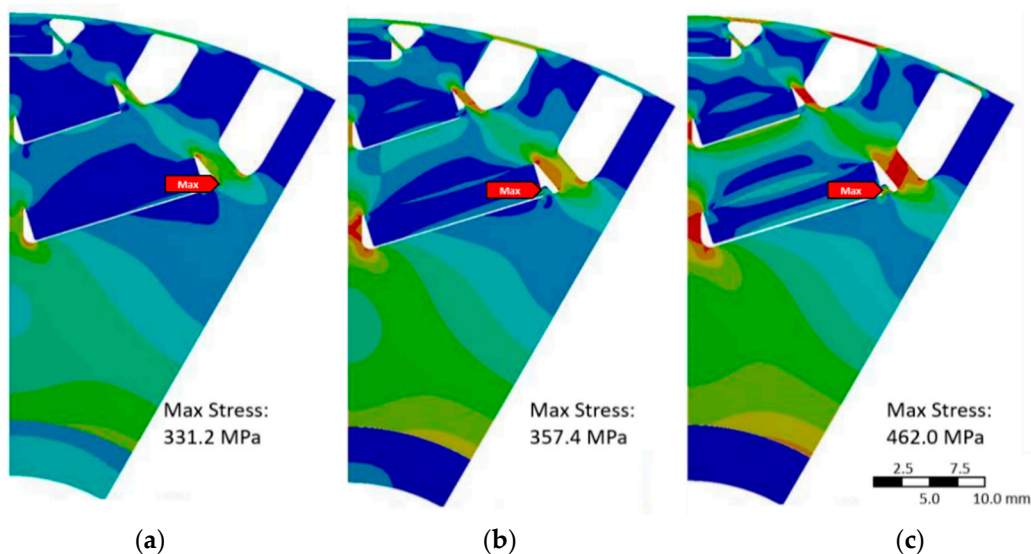 Max
Max
Max
Max Stress:
331.2 MPa
Max Stress:
357.4 MPa
Max Stress:
462.0 MPa
2.5 7.5
5.0 10.0 mm
(a) (b) (c)